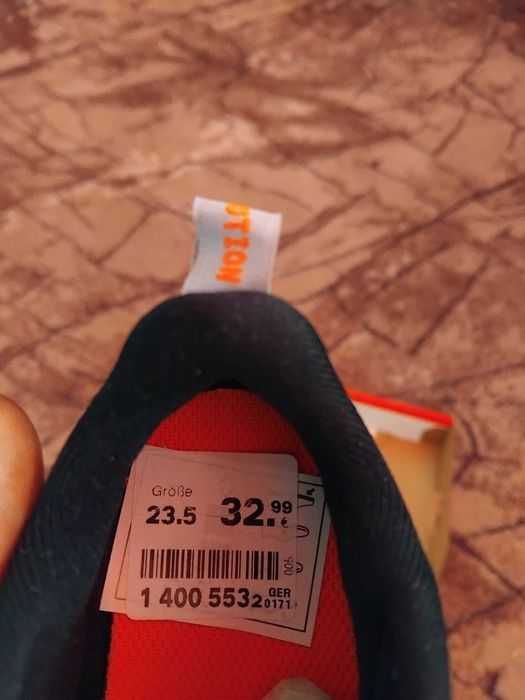 UTION
Größe
23.5 32.99 €
1 400 553 2 GER 0171